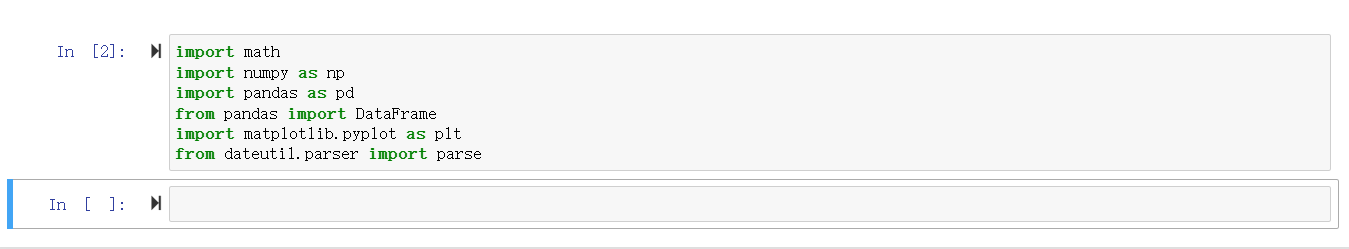 In [2]:
import math
import numpy as np
import pandas as pd
from pandas import DataFrame
import matplotlib.pyplot as plt
from dateutil.parser import parse
In [ ]: